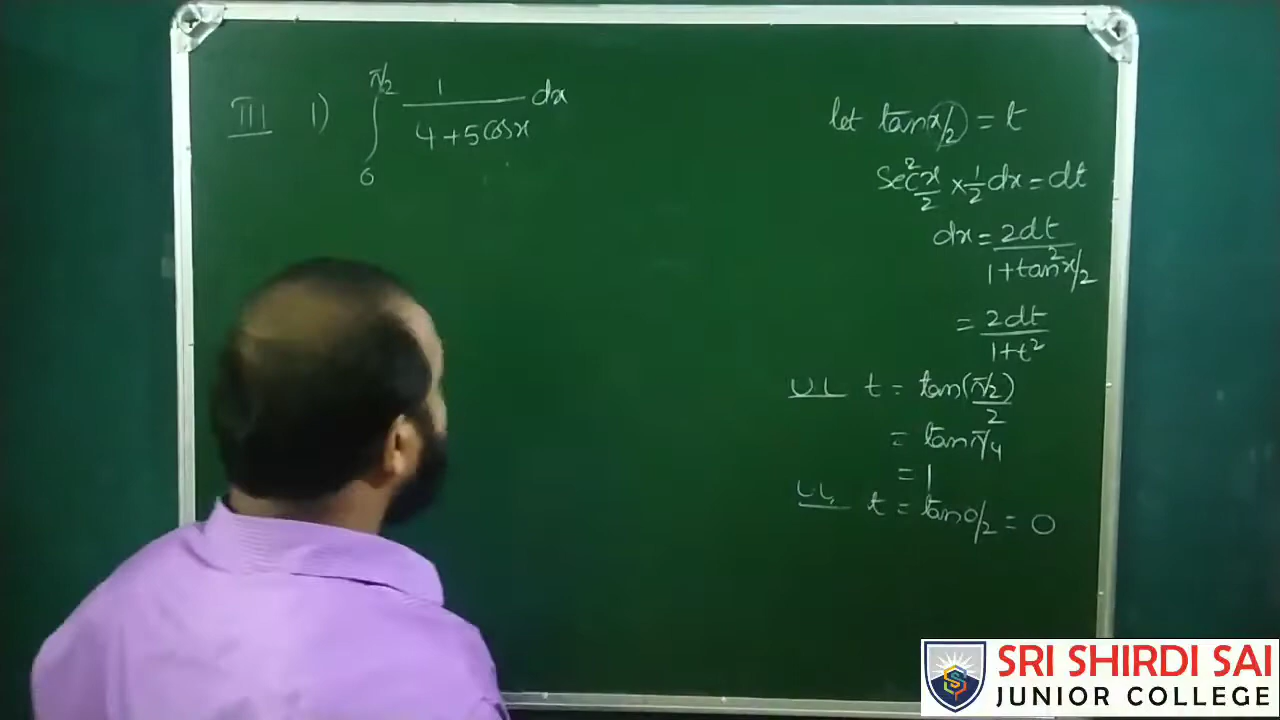 III 1) ∫₀^(π/2) 1/(4+5cosx) dx
let tan(x/2) = t
sec² x/2 × 1/2 dx = dt
dx = 2dt/(1+tan² x/2)
= 2dt/(1+t²)
UL t = tan((π/2)/2)
= tan π/4
= 1
LL t = tan 0/2 = 0
SRI SHIRDI SAI
JUNIOR COLLEGE